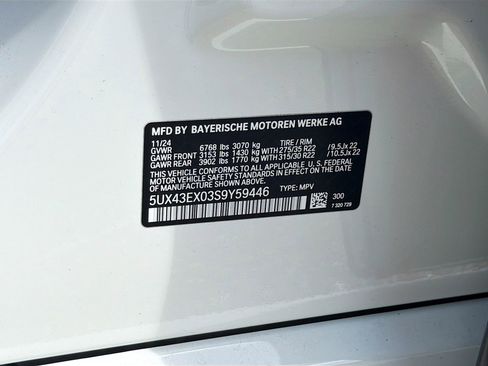 MFD BY BAYERISCHE MOTOREN WERKE AG
11/24
GVWR 6768 lbs 3070 kg TIRE / RIM
GAWR FRONT 3153 lbs 1430 kg WITH 275/35 R22 / 9.5Jx 22
GAWR REAR 3902 lbs 1770 kg WITH 315/30 R22 / 10.5Jx 22
THIS VEHICLE CONFORMS TO ALL APPLICABLE U. S. FEDERAL
MOTOR VEHICLE SAFETY STANDARDS IN EFFECT ON THE
DATE OF MANUFACTURE SHOWN ABOVE.
5UX43EX03S9Y59446 TYPE: MPV
300
7 320 729